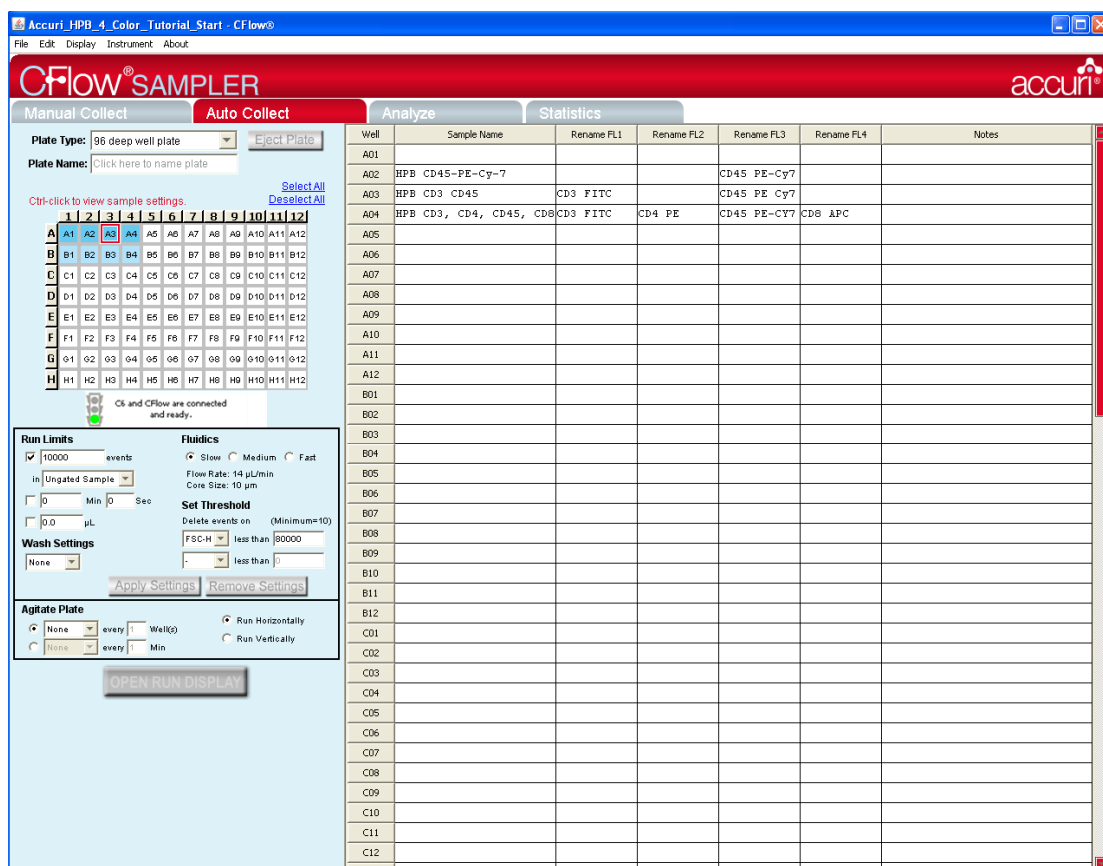 Accuri_HPB_4_Color_Tutorial_Start - CFlow®
File Edit Display Instrument About
CFlow® SAMPLER
accuri®
Manual Collect Auto Collect Analyze Statistics
Plate Type: 96 deep well plate Eject Plate
Plate Name: Click here to name plate
Select All
Ctrl-click to view sample settings. Deselect All
1 2 3 4 5 6 7 8 9 10 11 12
A A1 A2 A3 A4 A5 A6 A7 A8 A9 A10 A11 A12
B B1 B2 B3 B4 B5 B6 B7 B8 B9 B10 B11 B12
C C1 C2 C3 C4 C5 C6 C7 C8 C9 C10 C11 C12
D D1 D2 D3 D4 D5 D6 D7 D8 D9 D10 D11 D12
E E1 E2 E3 E4 E5 E6 E7 E8 E9 E10 E11 E12
F F1 F2 F3 F4 F5 F6 F7 F8 F9 F10 F11 F12
G G1 G2 G3 G4 G5 G6 G7 G8 G9 G10 G11 G12
H H1 H2 H3 H4 H5 H6 H7 H8 H9 H10 H11 H12
C6 and CFlow are connected
and ready.
Run Limits
10000 events
in Ungated Sample
0 Min 0 Sec
0.0 µL
Wash Settings
None
Fluidics
Slow Medium Fast
Flow Rate: 14 µL/min
Core Size: 10 µm
Set Threshold
Delete events on (Minimum=10)
FSC-H less than 80000
- less than 0
Apply Settings Remove Settings
Agitate Plate
None every 1 Well(s)
None every 1 Min
Run Horizontally
Run Vertically
OPEN RUN DISPLAY
Well Sample Name Rename FL1 Rename FL2 Rename FL3 Rename FL4 Notes
A01
A02 HPB CD45-PE-Cy-7 CD45 PE-Cy7
A03 HPB CD3 CD45 CD3 FITC CD45 PE Cy7
A04 HPB CD3, CD4, CD45, CD8 CD3 FITC CD4 PE CD45 PE-CY7 CD8 APC
A05
A06
A07
A08
A09
A10
A11
A12
B01
B02
B03
B04
B05
B06
B07
B08
B09
B10
B11
B12
C01
C02
C03
C04
C05
C06
C07
C08
C09
C10
C11
C12